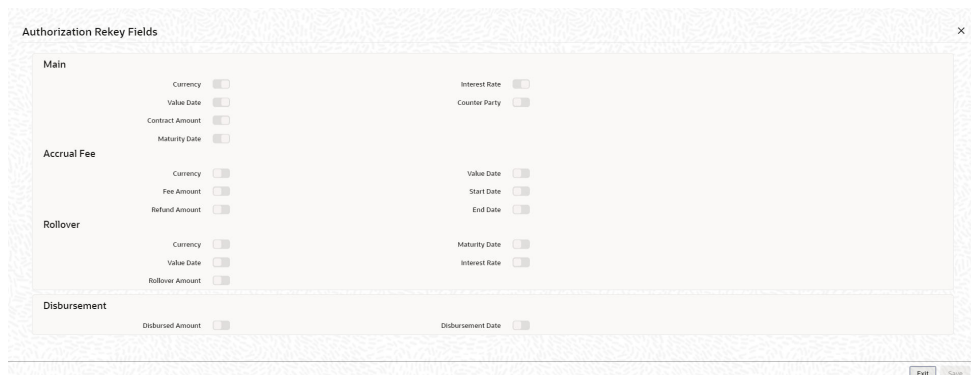 Authorization Rekey Fields
Main
Currency
Interest Rate
Value Date
Counter Party
Contract Amount
Maturity Date
Accrual Fee
Currency
Value Date
Fee Amount
Start Date
Refund Amount
End Date
Rollover
Currency
Maturity Date
Value Date
Interest Rate
Rollover Amount
Disbursement
Disbursed Amount
Disbursement Date
Exit
Save